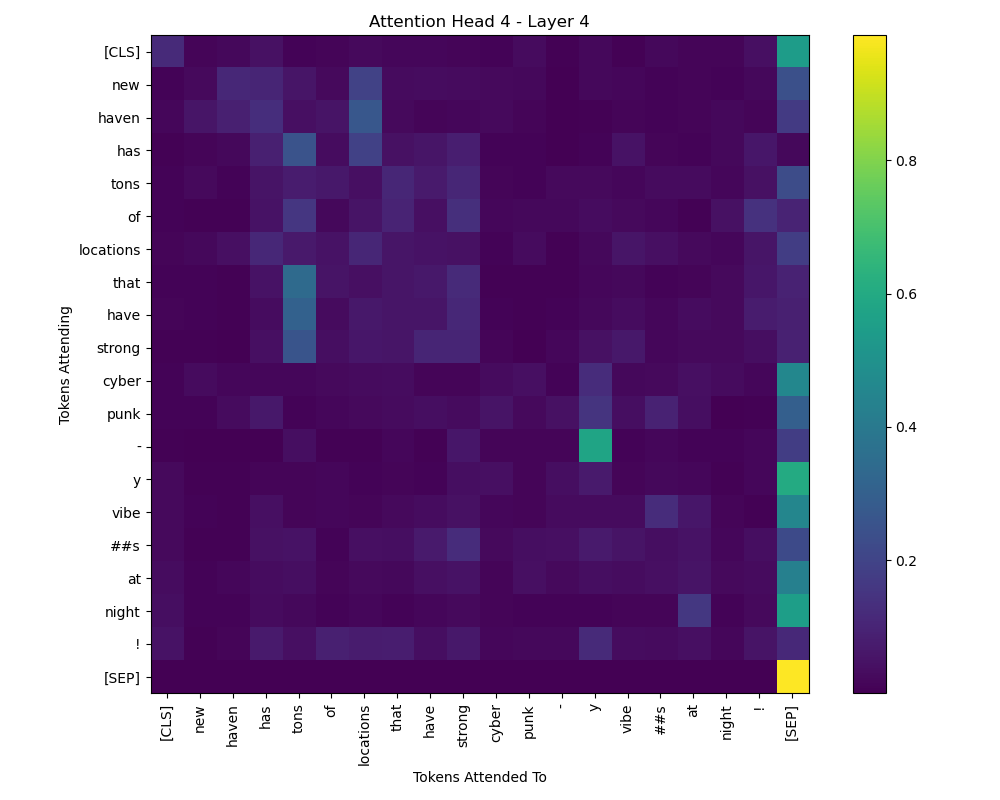 Attention Head 4 - Layer 4
[CLS]
new
haven
has
tons
of
locations
that
have
strong
cyber
punk
-
y
vibe
##s
at
night
!
[SEP]
Tokens Attending
[CLS] new haven has tons of locations that have strong cyber punk - y vibe ##s at night ! [SEP]
Tokens Attended To
0.8
0.6
0.4
0.2